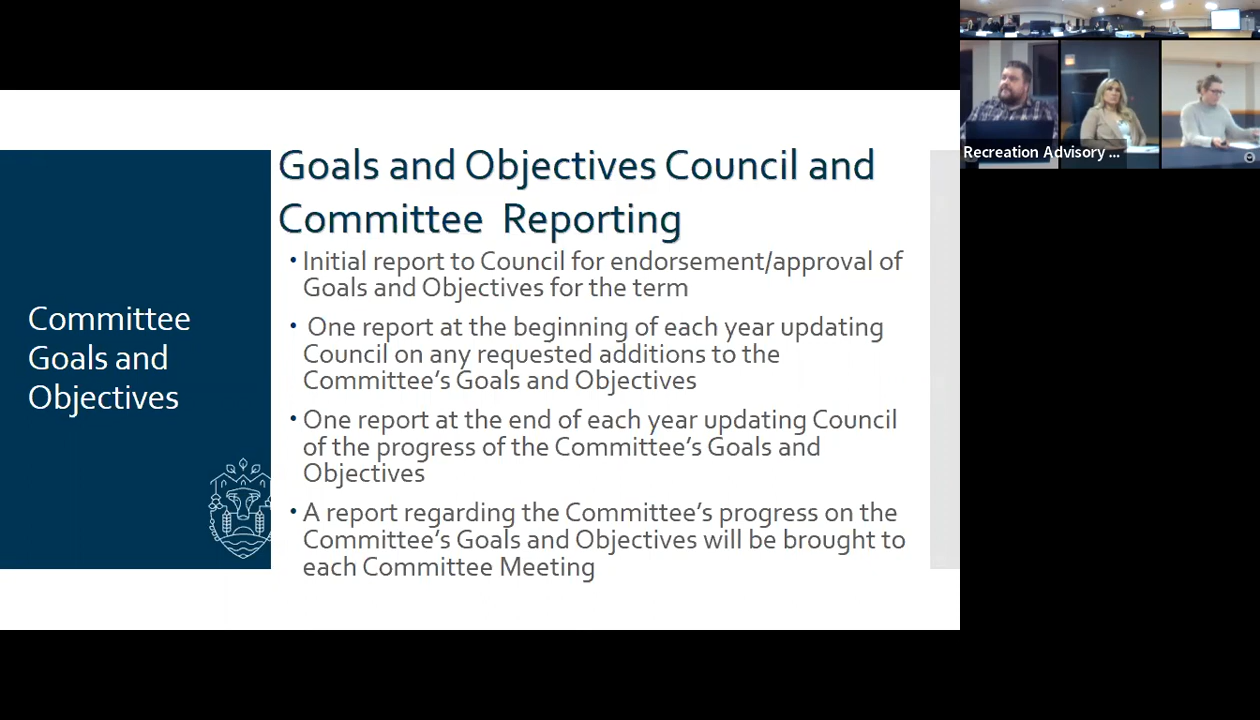 Goals and Objectives Council and
Committee Reporting
Committee
Goals and
Objectives
• Initial report to Council for endorsement/approval of
Goals and Objectives for the term
• One report at the beginning of each year updating
Council on any requested additions to the
Committee's Goals and Objectives
• One report at the end of each year updating Council
of the progress of the Committee's Goals and
Objectives
• A report regarding the Committee's progress on the
Committee's Goals and Objectives will be brought to
each Committee Meeting
Recreation Advisory ...